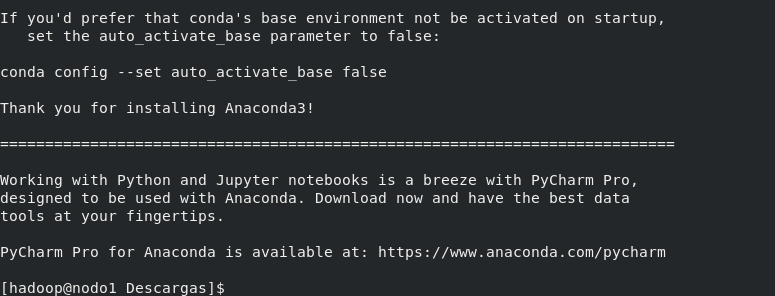 If you'd prefer that conda's base environment not be activated on startup,
   set the auto_activate_base parameter to false:
conda config --set auto_activate_base false
Thank you for installing Anaconda3!
===========================================================================
Working with Python and Jupyter notebooks is a breeze with PyCharm Pro,
designed to be used with Anaconda. Download now and have the best data
tools at your fingertips.
PyCharm Pro for Anaconda is available at: https://www.anaconda.com/pycharm
[hadoop@nodo1 Descargas]$